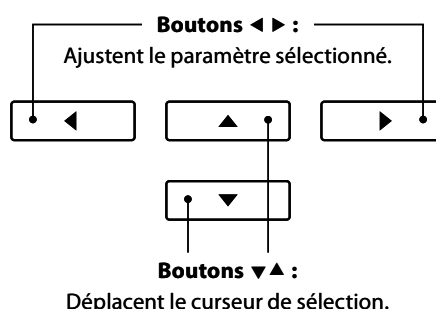 Boutons ◀ ▶ :
Ajustent le paramètre sélectionné.
◀ ▲ ▶
▼
Boutons ▼▲ :
Déplacent le curseur de sélection.